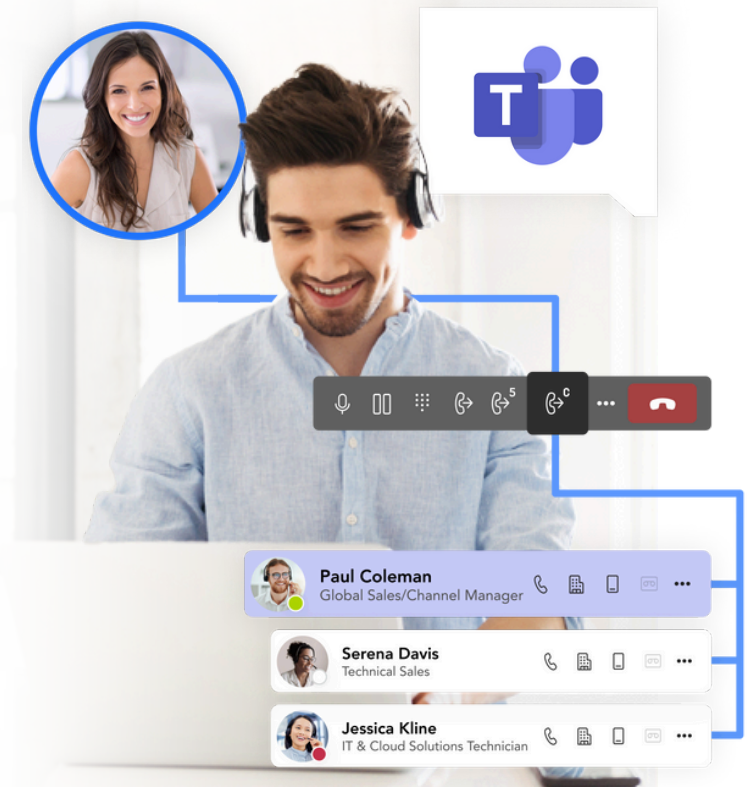 T
5
C
Paul Coleman
Global Sales/Channel Manager
Serena Davis
Technical Sales
Jessica Kline
IT & Cloud Solutions Technician